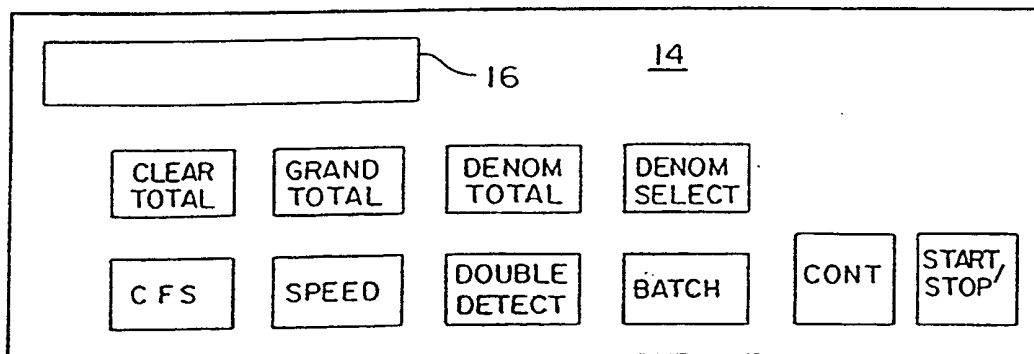 16
14
CLEAR
TOTAL
GRAND
TOTAL
DENOM
TOTAL
DENOM
SELECT
CFS
SPEED
DOUBLE
DETECT
BATCH
CONT
START/
STOP